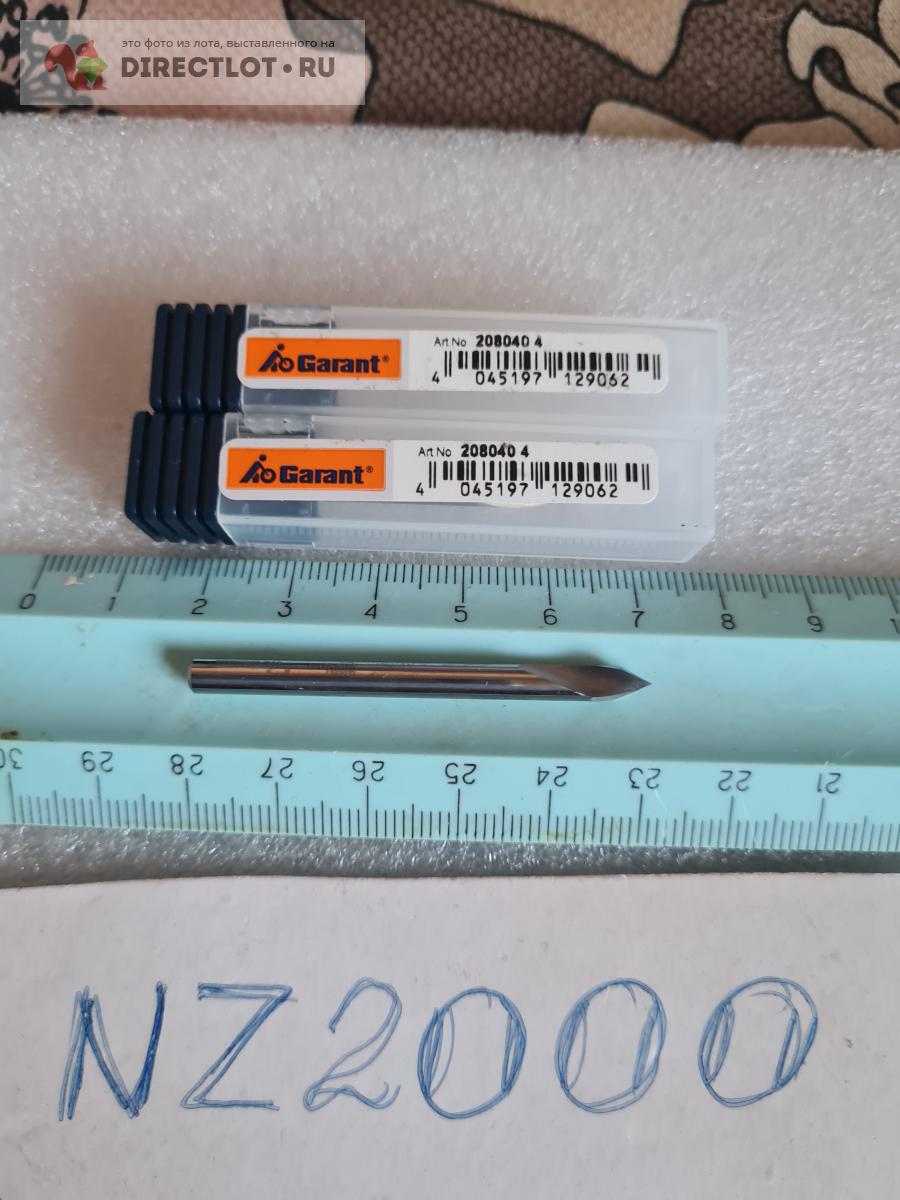 это фото из лота, выставленного на
DIRECTLOT•RU
Garant®
Art No 208040 4
4 045197 129062
Garant®
Art No 208040 4
4 045197 129062
0 1 2 3 4 5 6 7 8 9
30 29 28 27 26 25 24 23 22 21
NZ2000